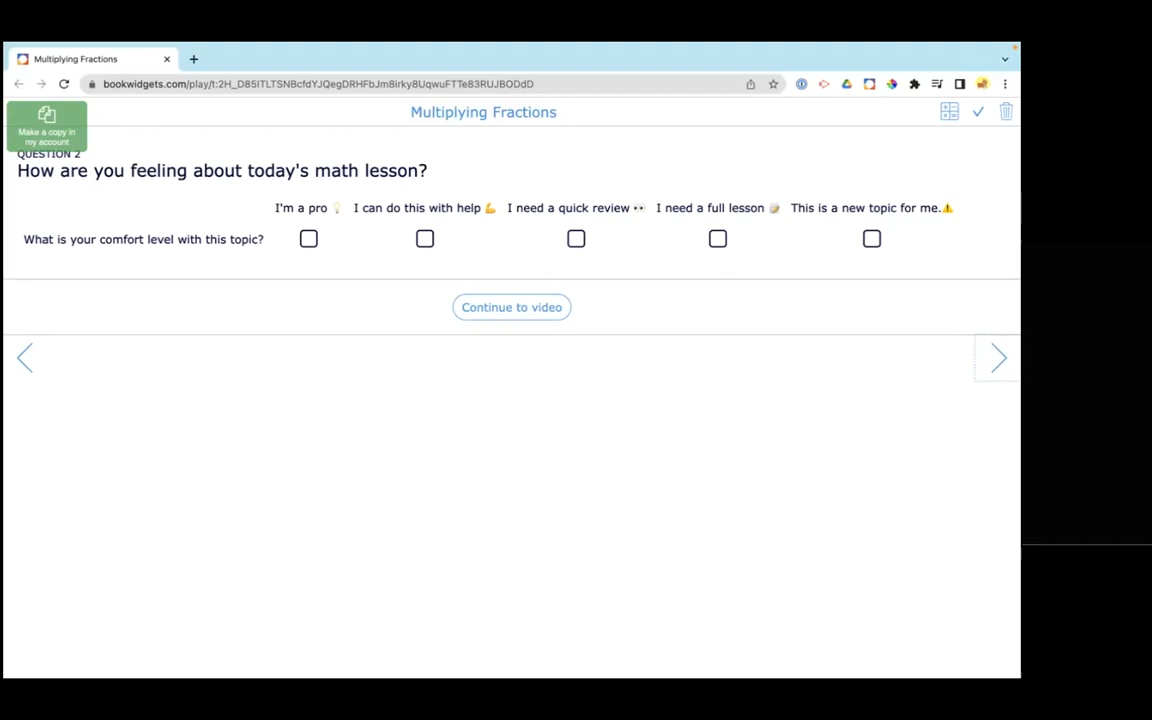 Multiplying Fractions
bookwidgets.com/play/t:2H_D85ITLTSNBcfdYJQegDRHFbJm8irky8UqwuFTTe83RUJBODdD
Make a copy in
my account
Multiplying Fractions
QUESTION 2
How are you feeling about today's math lesson?
I'm a pro 💡 I can do this with help 💪 I need a quick review 👀 I need a full lesson 📝 This is a new topic for me.⚠️
What is your comfort level with this topic?
Continue to video